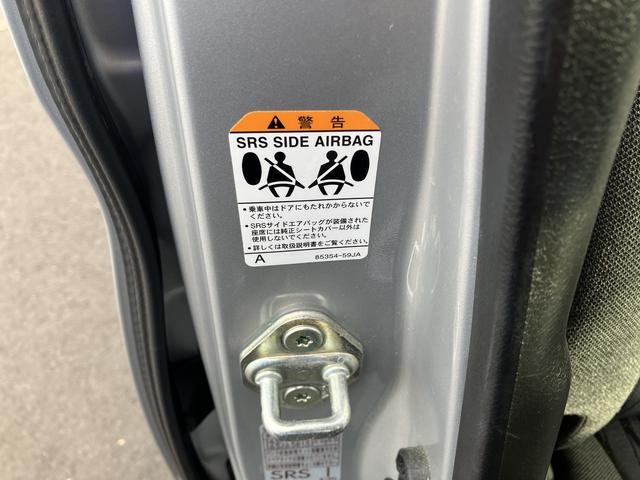 警告
SRS SIDE AIRBAG
・乗車中はドアにもたれかからないで
ください。
・SRSサイドエアバッグが装備された
座席には純正シートカバー以外は
使用しないでください。
・詳しくは取扱説明書をご覧ください。
A 85354-59JA
SRS